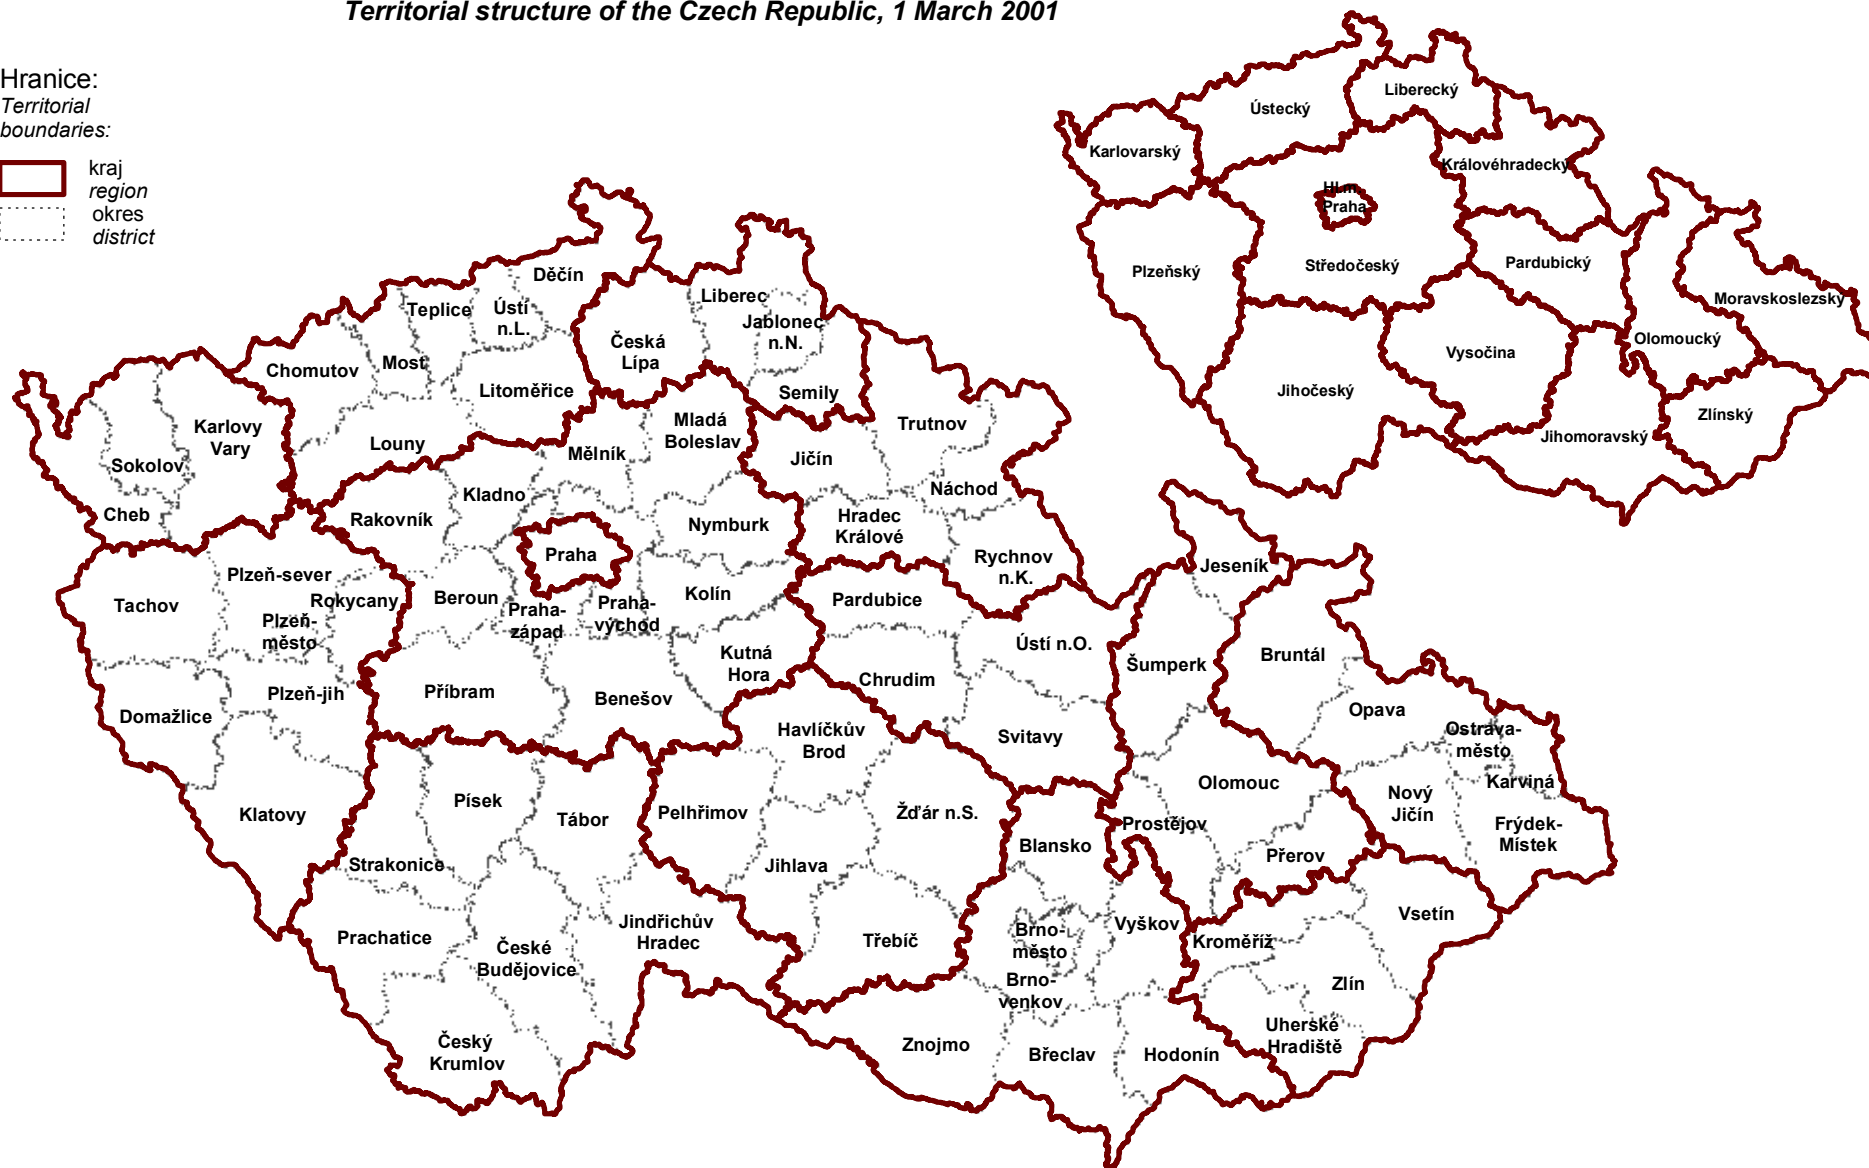 Territorial structure of the Czech Republic, 1 March 2001
Hranice:
Territorial
boundaries:
kraj
region
okres
district
Ústecký
Liberecký
Karlovarský
Královéhradecký
Hl.m.
Praha
Plzeňský
Středočeský
Pardubický
Moravskoslezský
Olomoucký
Vysočina
Jihočeský
Jihomoravský
Zlínský
Děčín
Teplice
Ústí
n.L.
Liberec
Jablonec
n.N.
Česká
Lípa
Chomutov
Most
Litoměřice
Semily
Karlovy
Vary
Louny
Mladá
Boleslav
Trutnov
Sokolov
Mělník
Jičín
Cheb
Kladno
Náchod
Rakovník
Nymburk
Hradec
Králové
Praha
Rychnov
n.K.
Jeseník
Tachov
Plzeň-sever
Rokycany
Plzeň-
město
Beroun
Praha-
západ
Praha-
východ
Kolín
Pardubice
Ústí n.O.
Šumperk
Bruntál
Kutná
Hora
Chrudim
Domažlice
Plzeň-jih
Příbram
Benešov
Opava
Havlíčkův
Brod
Svitavy
Ostrava-
město
Karviná
Klatovy
Písek
Tábor
Pelhřimov
Žďár n.S.
Olomouc
Nový
Jičín
Prostějov
Frýdek-
Místek
Strakonice
Jihlava
Blansko
Přerov
Prachatice
České
Budějovice
Jindřichův
Hradec
Třebíč
Brno-
město
Vyškov
Kroměříž
Vsetín
Brno-
venkov
Zlín
Český
Krumlov
Znojmo
Břeclav
Hodonín
Uherské
Hradiště